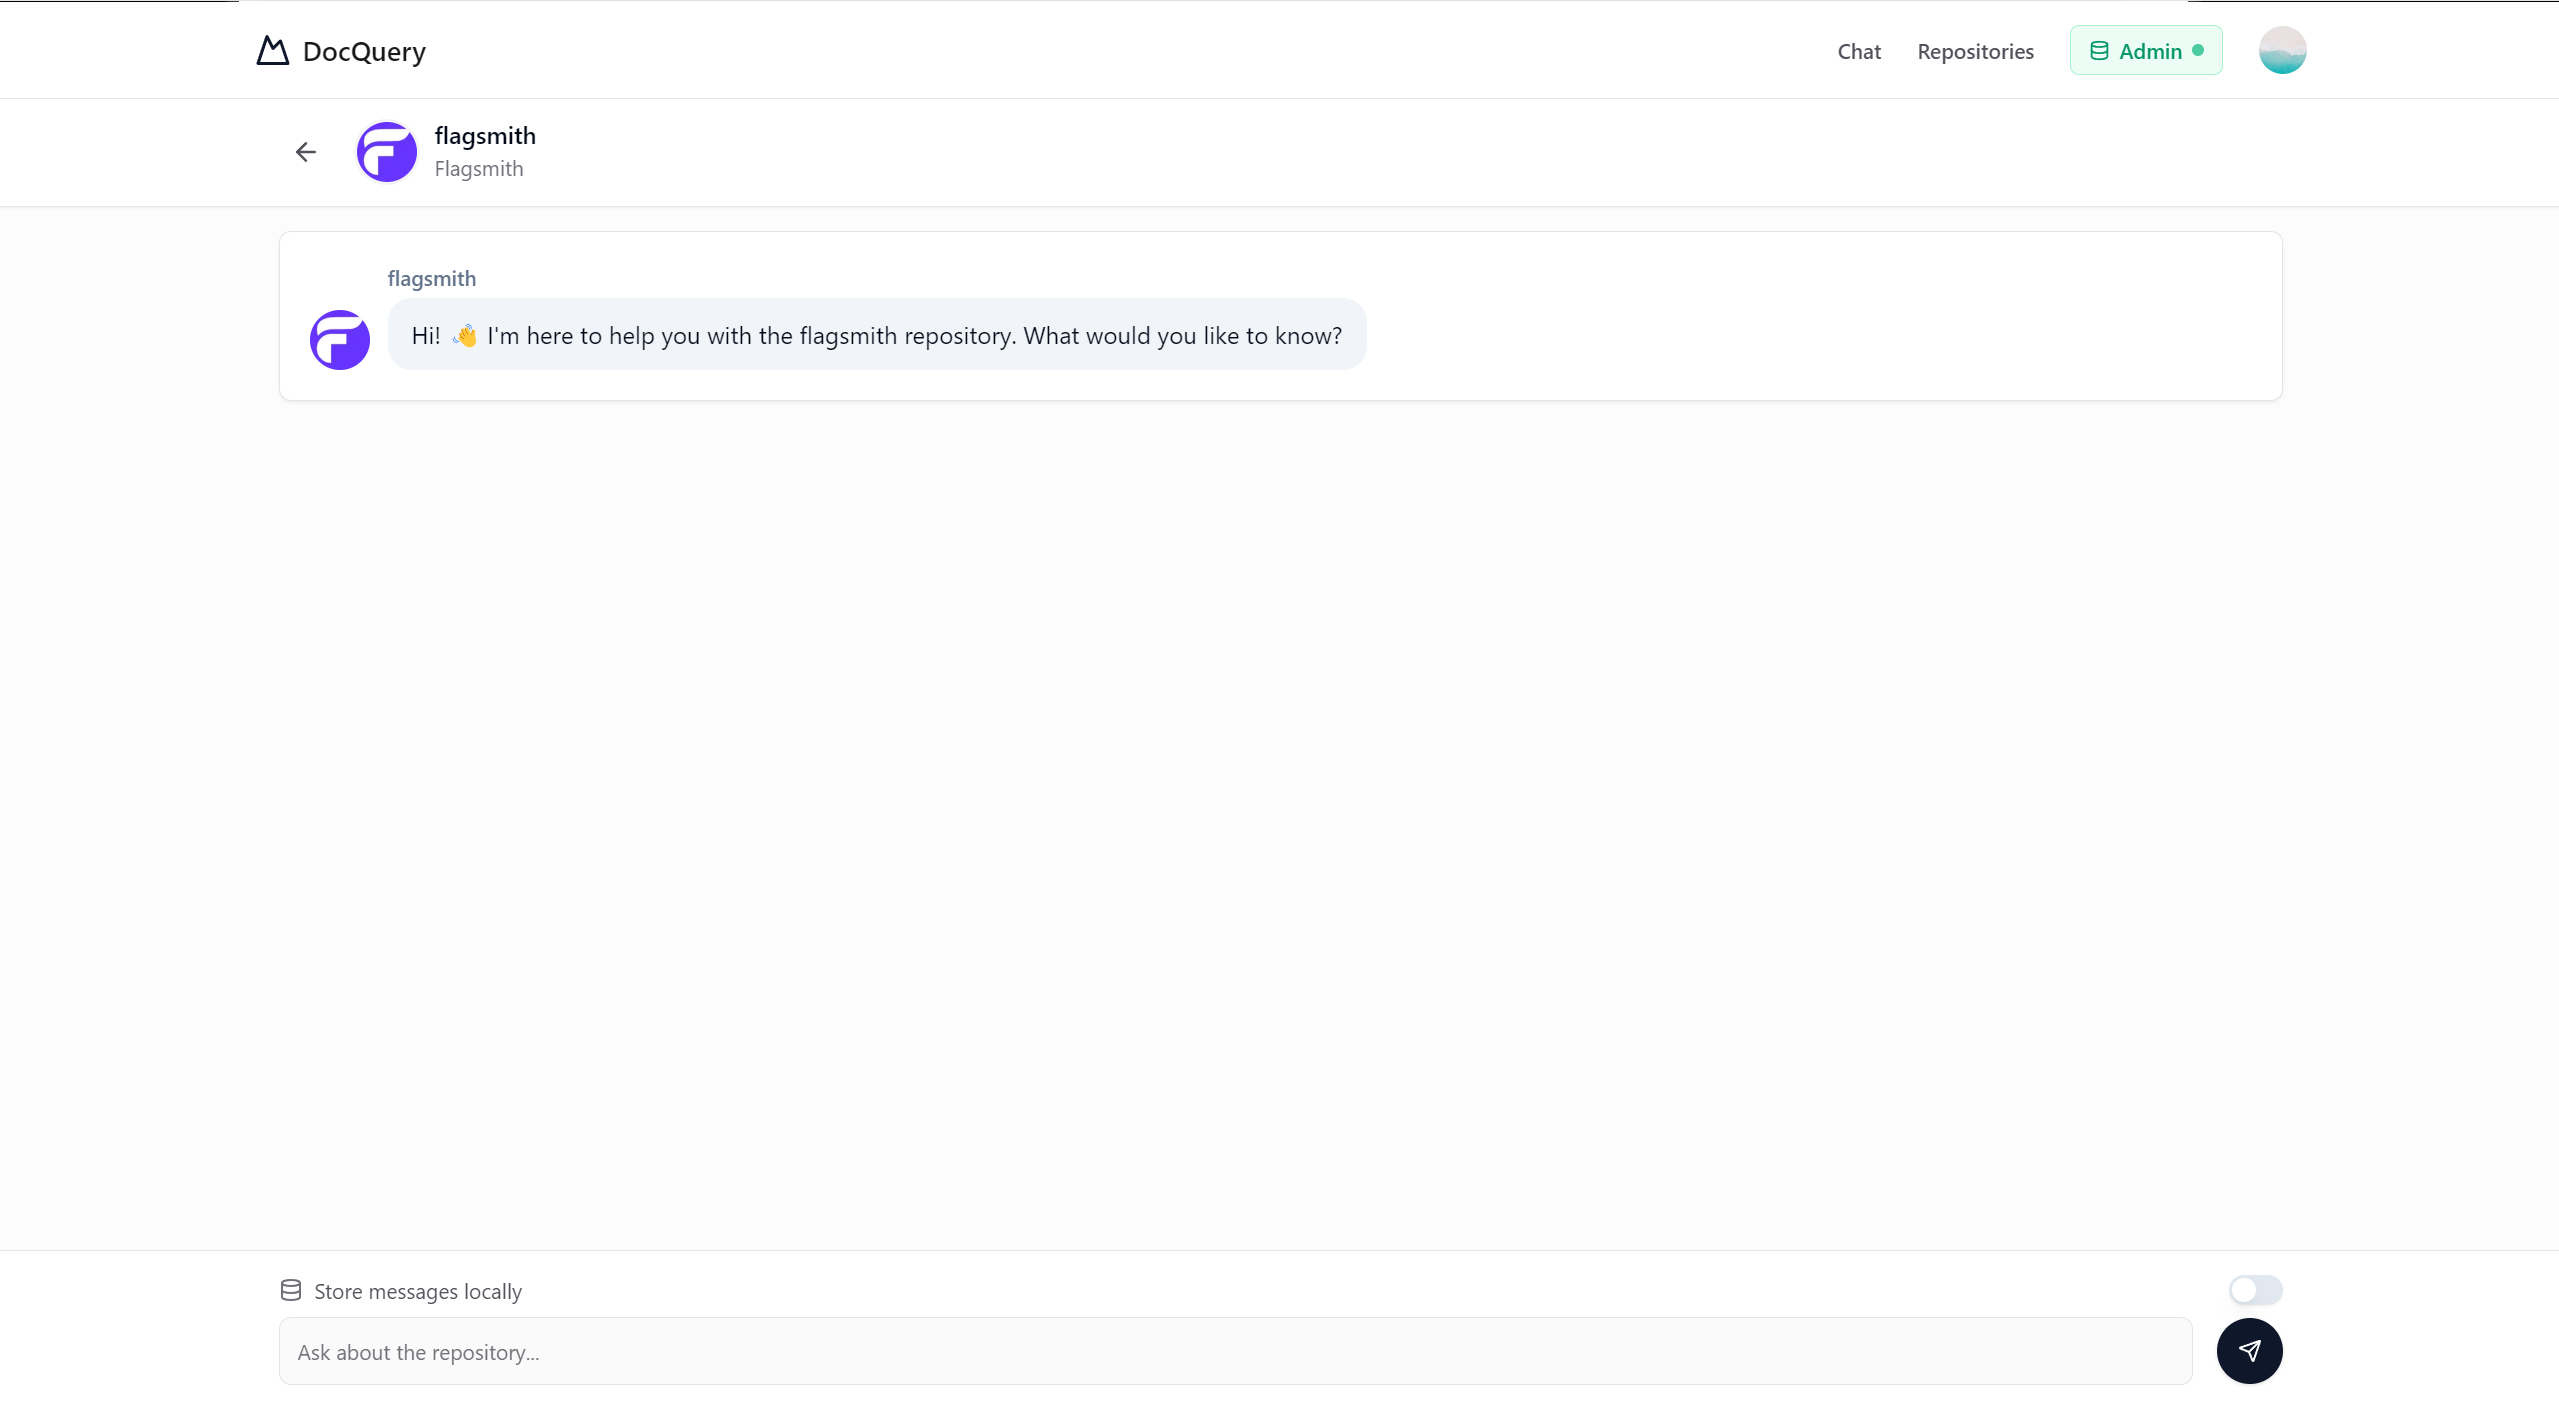 DocQuery
Chat
Repositories
Admin
flagsmith
Flagsmith
flagsmith
Hi! 👋 I'm here to help you with the flagsmith repository. What would you like to know?
Store messages locally
Ask about the repository...